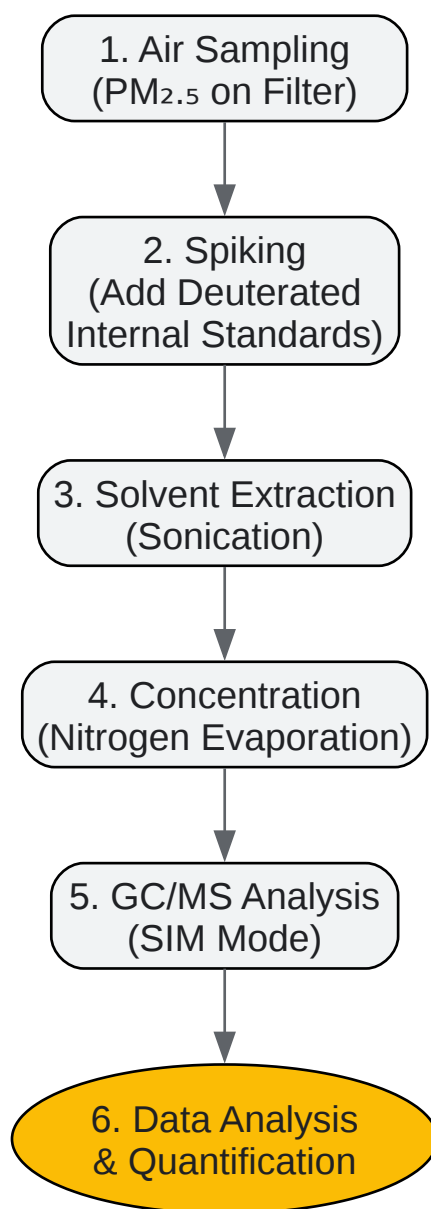 1. Air Sampling
(PM₂.₅ on Filter)
2. Spiking
(Add Deuterated
Internal Standards)
3. Solvent Extraction
(Sonication)
4. Concentration
(Nitrogen Evaporation)
5. GC/MS Analysis
(SIM Mode)
6. Data Analysis
& Quantification